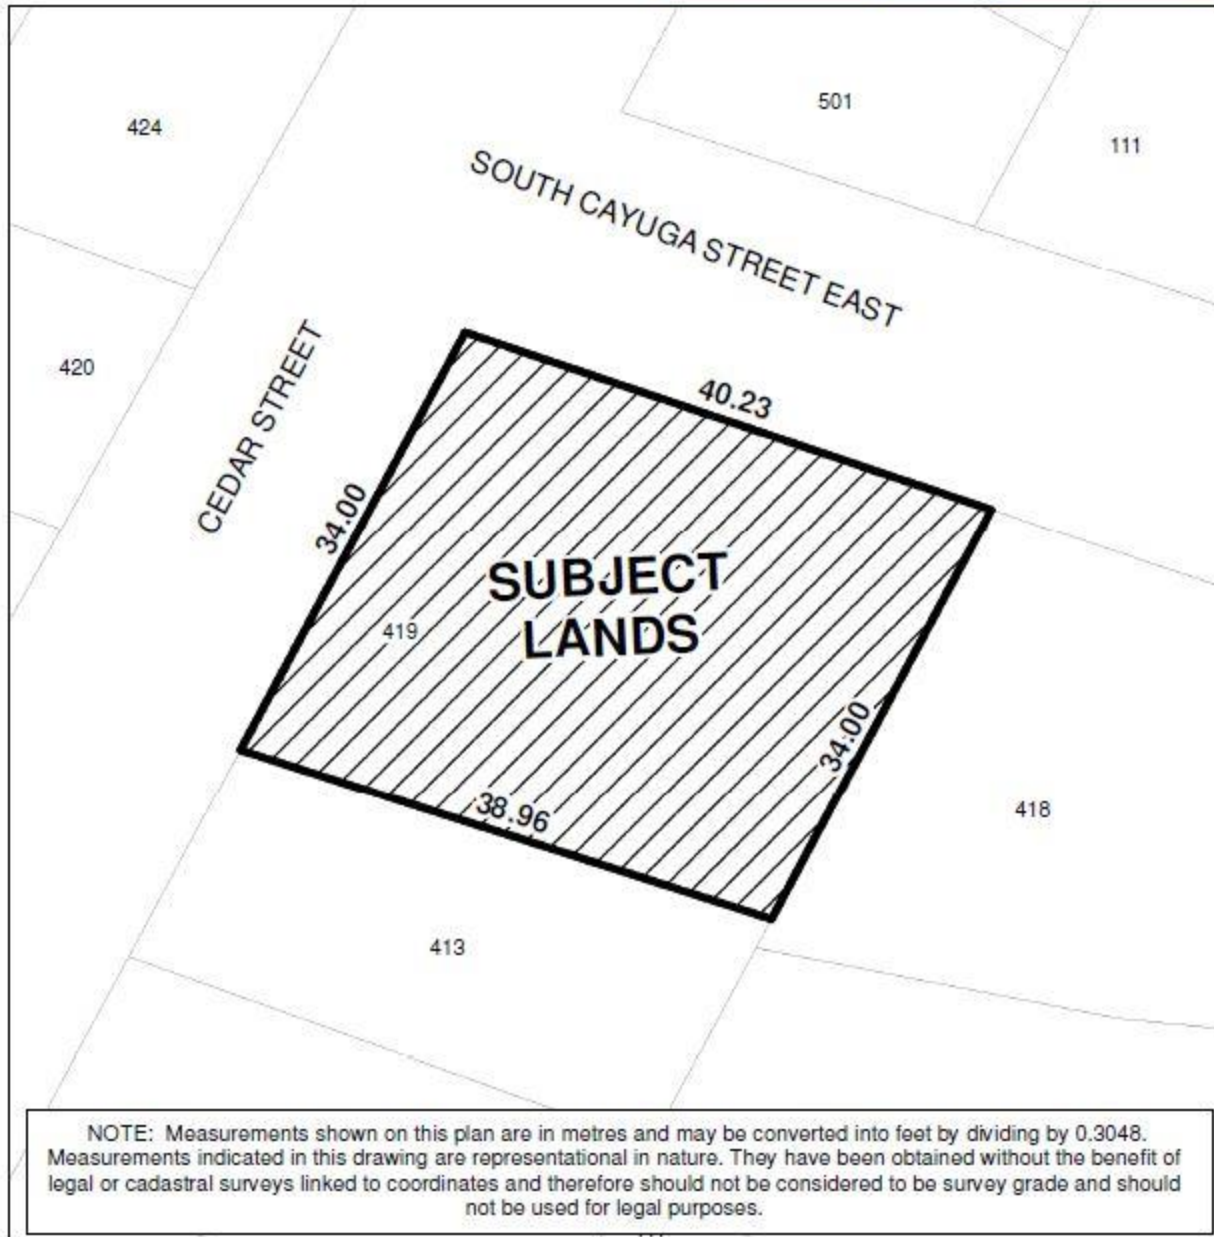 501
424
111
SOUTH CAYUGA STREET EAST
420
CEDAR STREET
40.23
34.00
SUBJECT
LANDS
419
34.00
38.96
418
413
NOTE: Measurements shown on this plan are in metres and may be converted into feet by dividing by 0.3048.
Measurements indicated in this drawing are representational in nature. They have been obtained without the benefit of
legal or cadastral surveys linked to coordinates and therefore should not be considered to be survey grade and should
not be used for legal purposes.